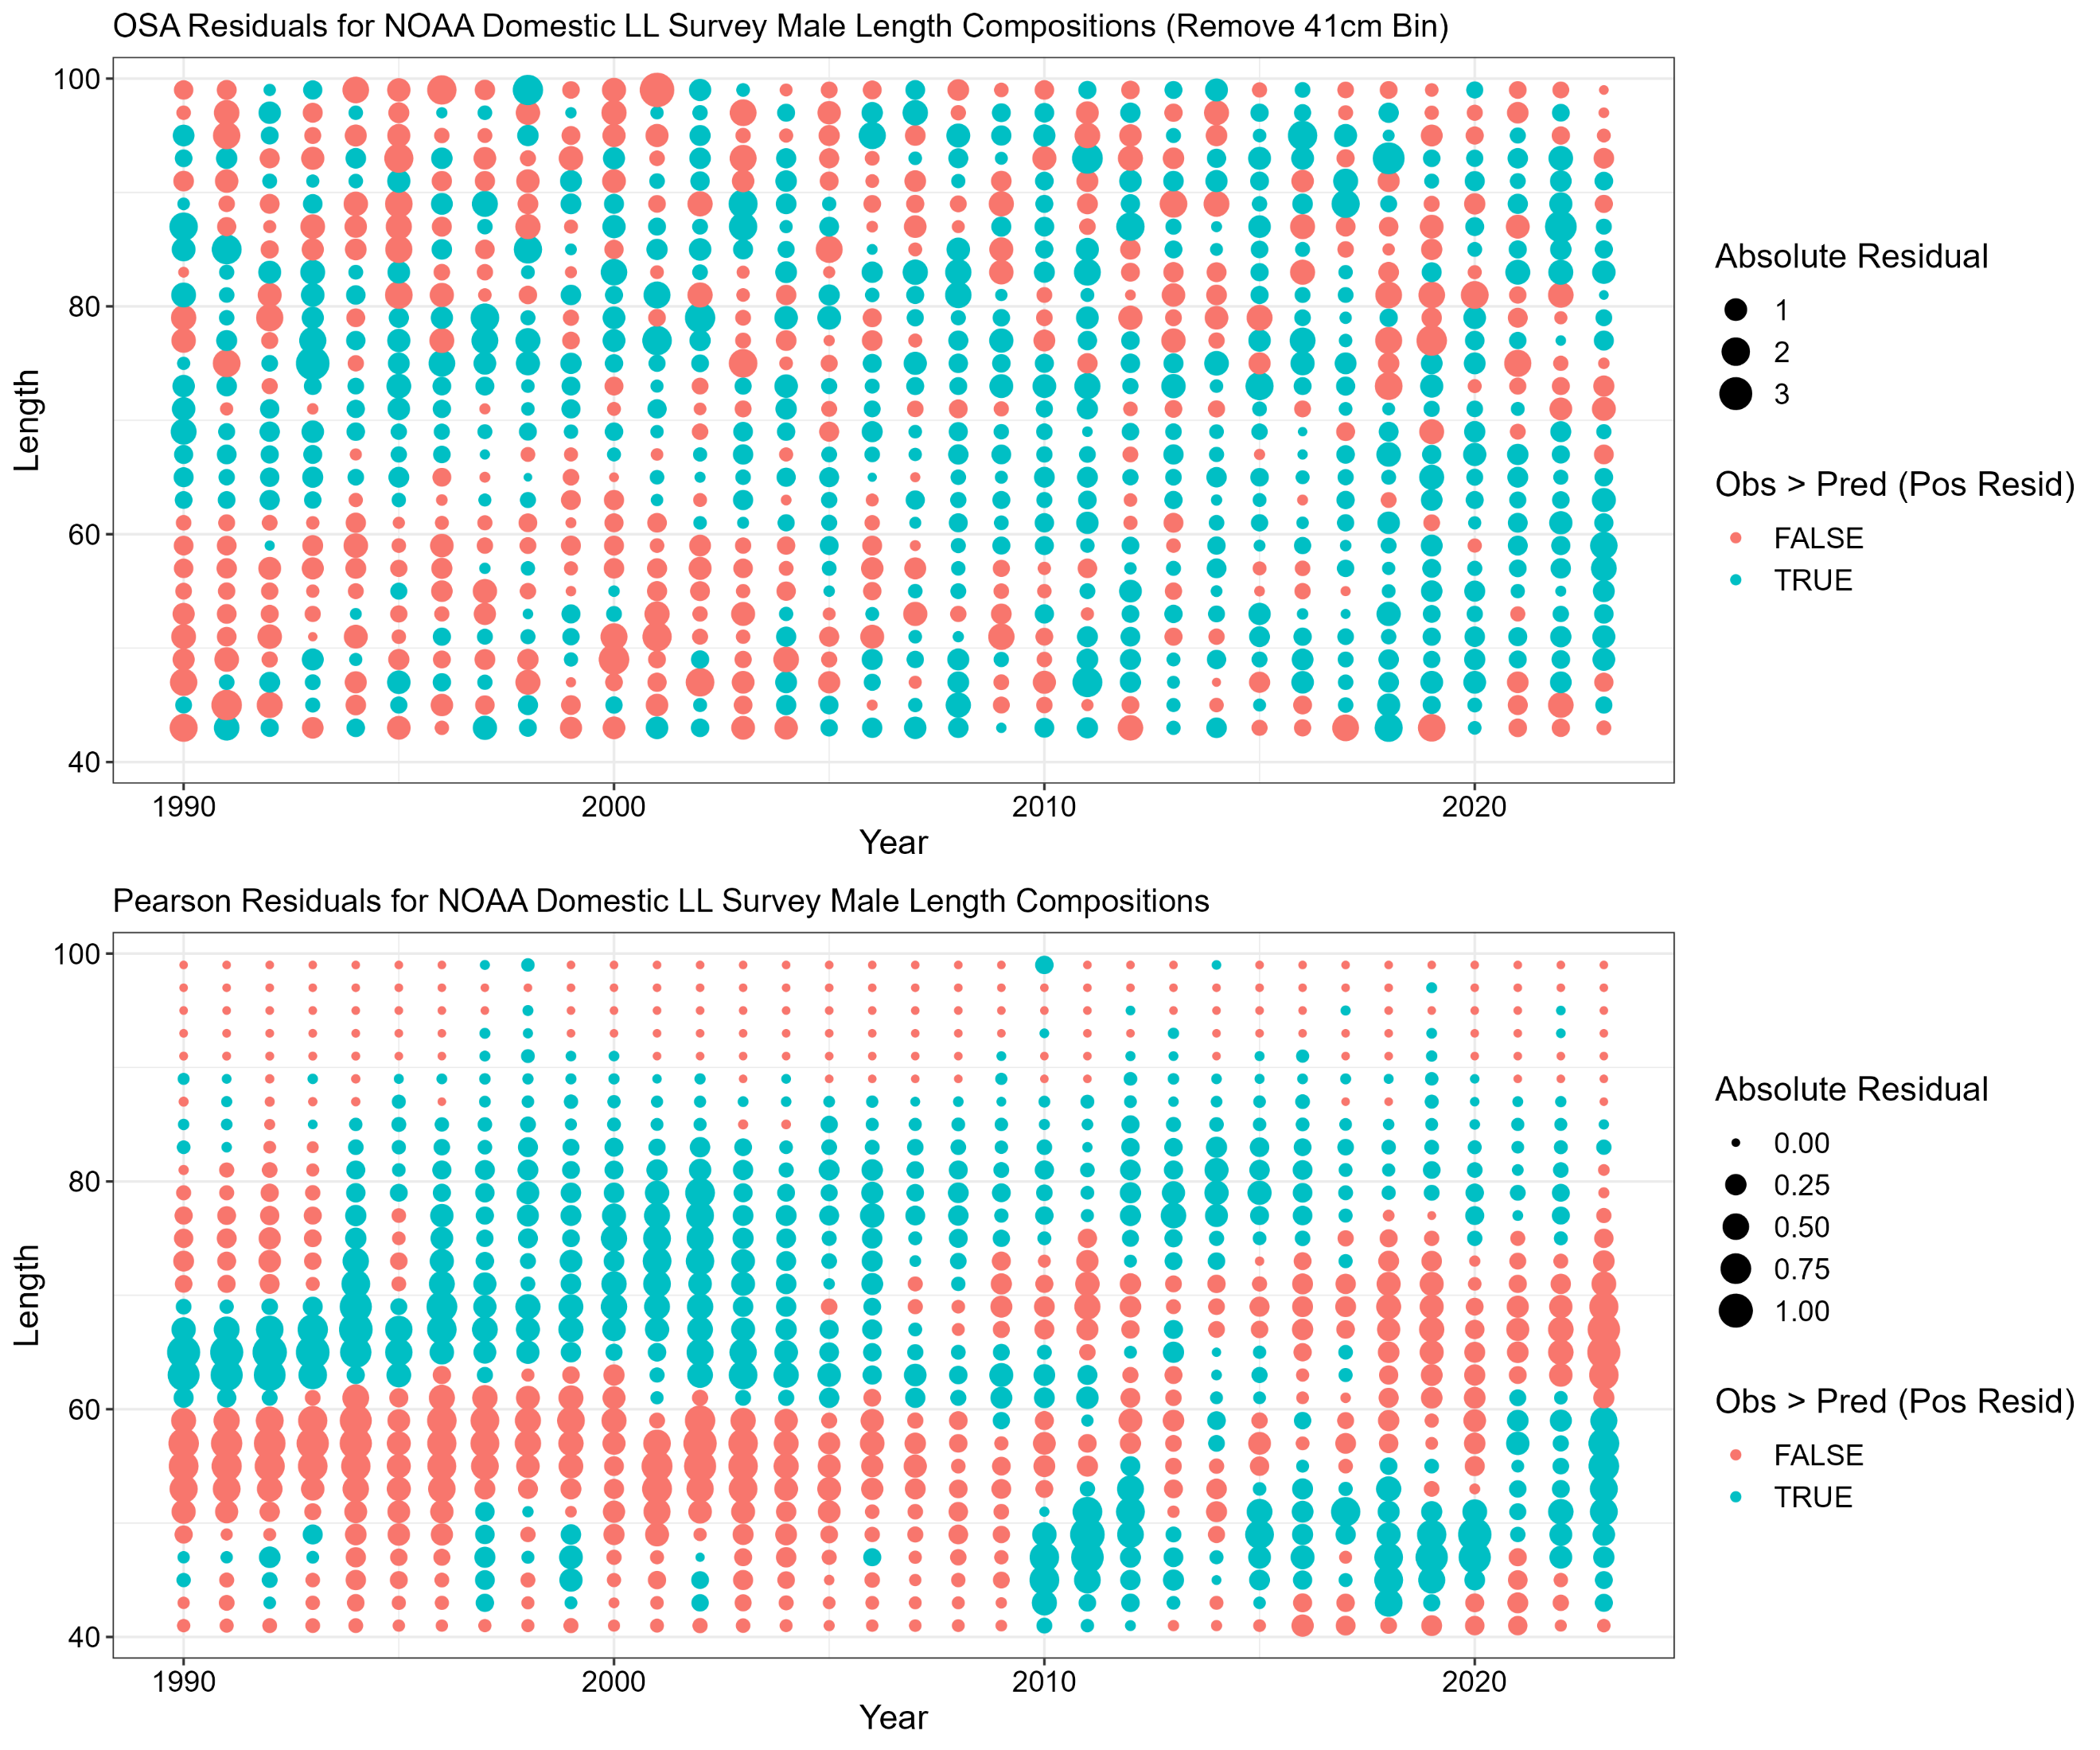 OSA Residuals for NOAA Domestic LL Survey Male Length Compositions (Remove 41cm Bin)
100
80
60
40
Length
1990
2000
2010
2020
Year
Absolute Residual
1
2
3
Obs > Pred (Pos Resid)
FALSE
TRUE
Pearson Residuals for NOAA Domestic LL Survey Male Length Compositions
100
80
60
40
Length
1990
2000
2010
2020
Year
Absolute Residual
0.00
0.25
0.50
0.75
1.00
Obs > Pred (Pos Resid)
FALSE
TRUE